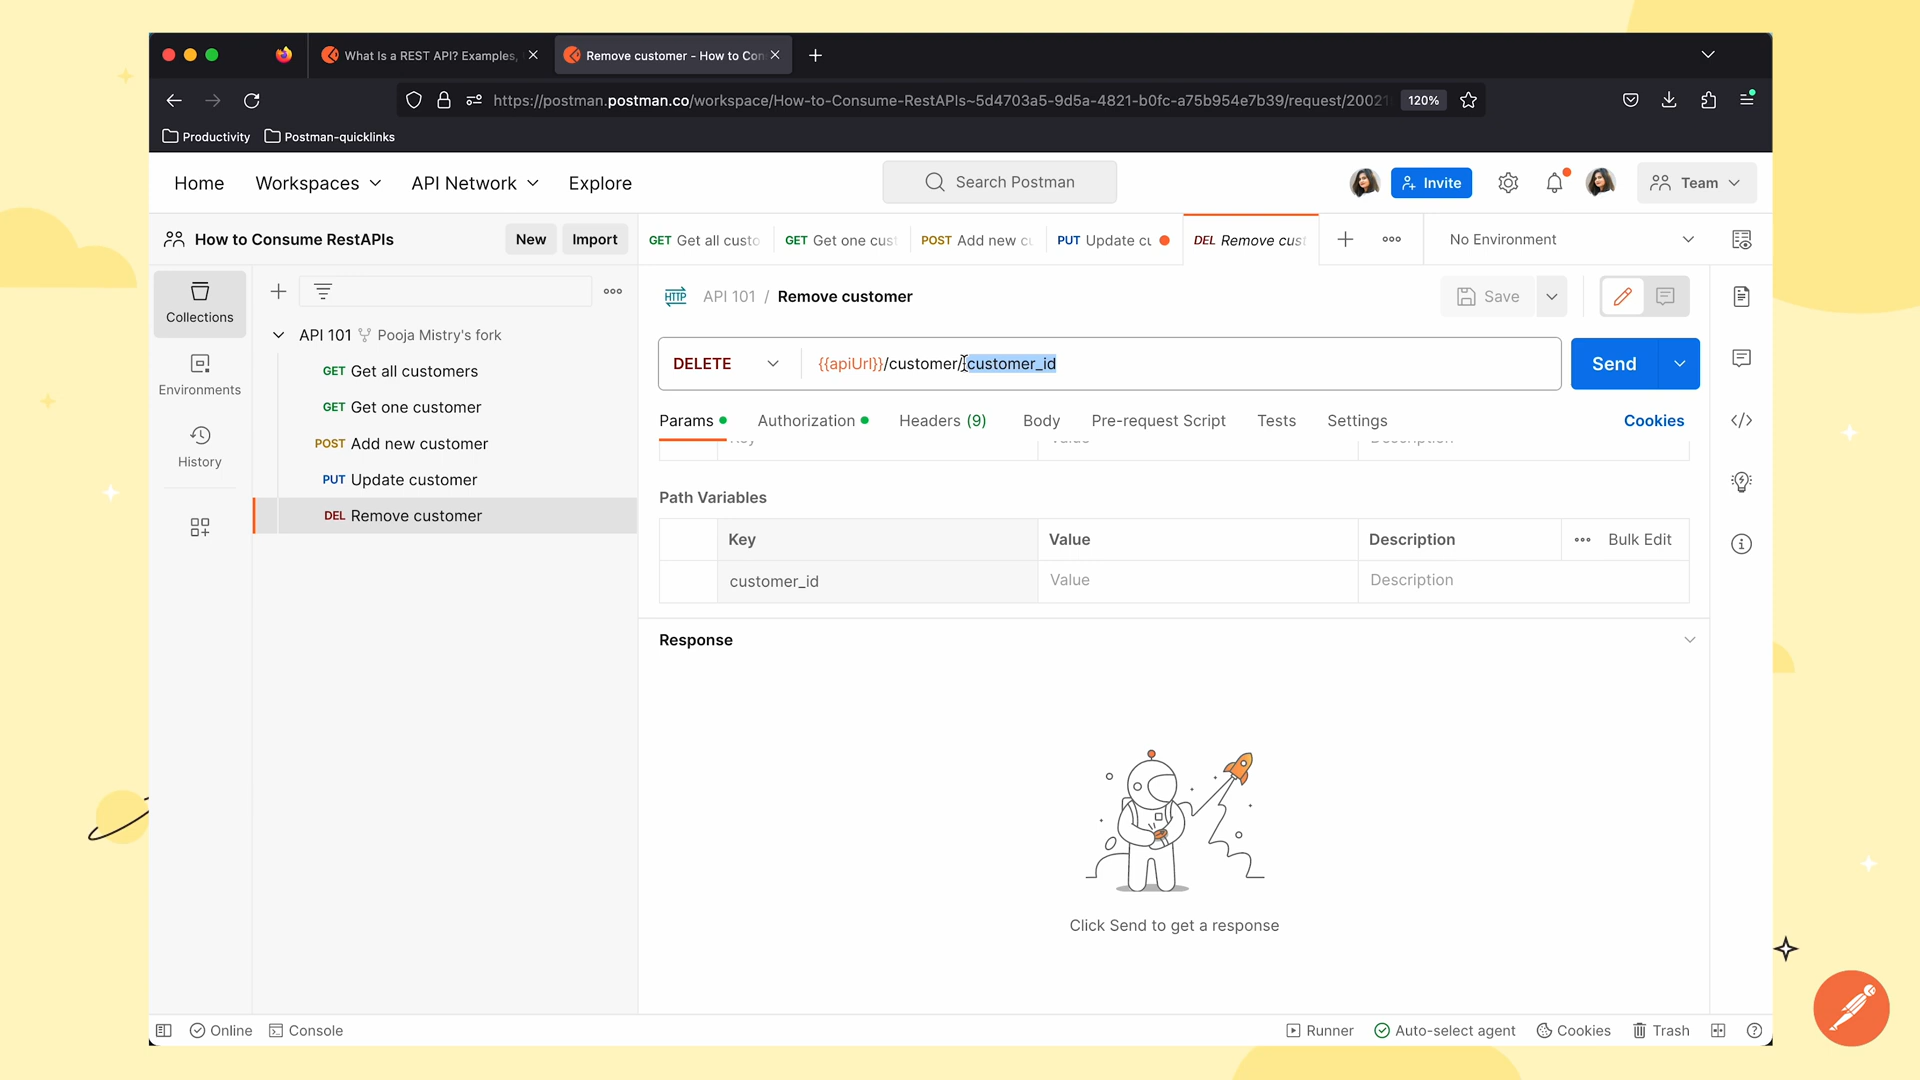 What Is a REST API? Examples,
Remove customer - How to Con
https://postman.postman.co/workspace/How-to-Consume-RestAPIs~5d4703a5-9d5a-4821-b0fc-a75b954e7b39/request/20021
120%
Productivity
Postman-quicklinks
Home
Workspaces
API Network
Explore
Search Postman
Invite
Team
How to Consume RestAPIs
New
Import
GET Get all custo
GET Get one cust
POST Add new cu
PUT Update cu
DEL Remove cust
No Environment
Collections
Environments
History
API 101 Pooja Mistry's fork
GET Get all customers
GET Get one customer
POST Add new customer
PUT Update customer
DEL Remove customer
HTTP API 101 / Remove customer
Save
DELETE
{{apiUrl}}/customer/:customer_id
Send
Params
Authorization
Headers (9)
Body
Pre-request Script
Tests
Settings
Cookies
Key
Value
Description
Path Variables
Key
Value
Description
Bulk Edit
customer_id
Value
Description
Response
Click Send to get a response
Online
Console
Runner
Auto-select agent
Cookies
Trash